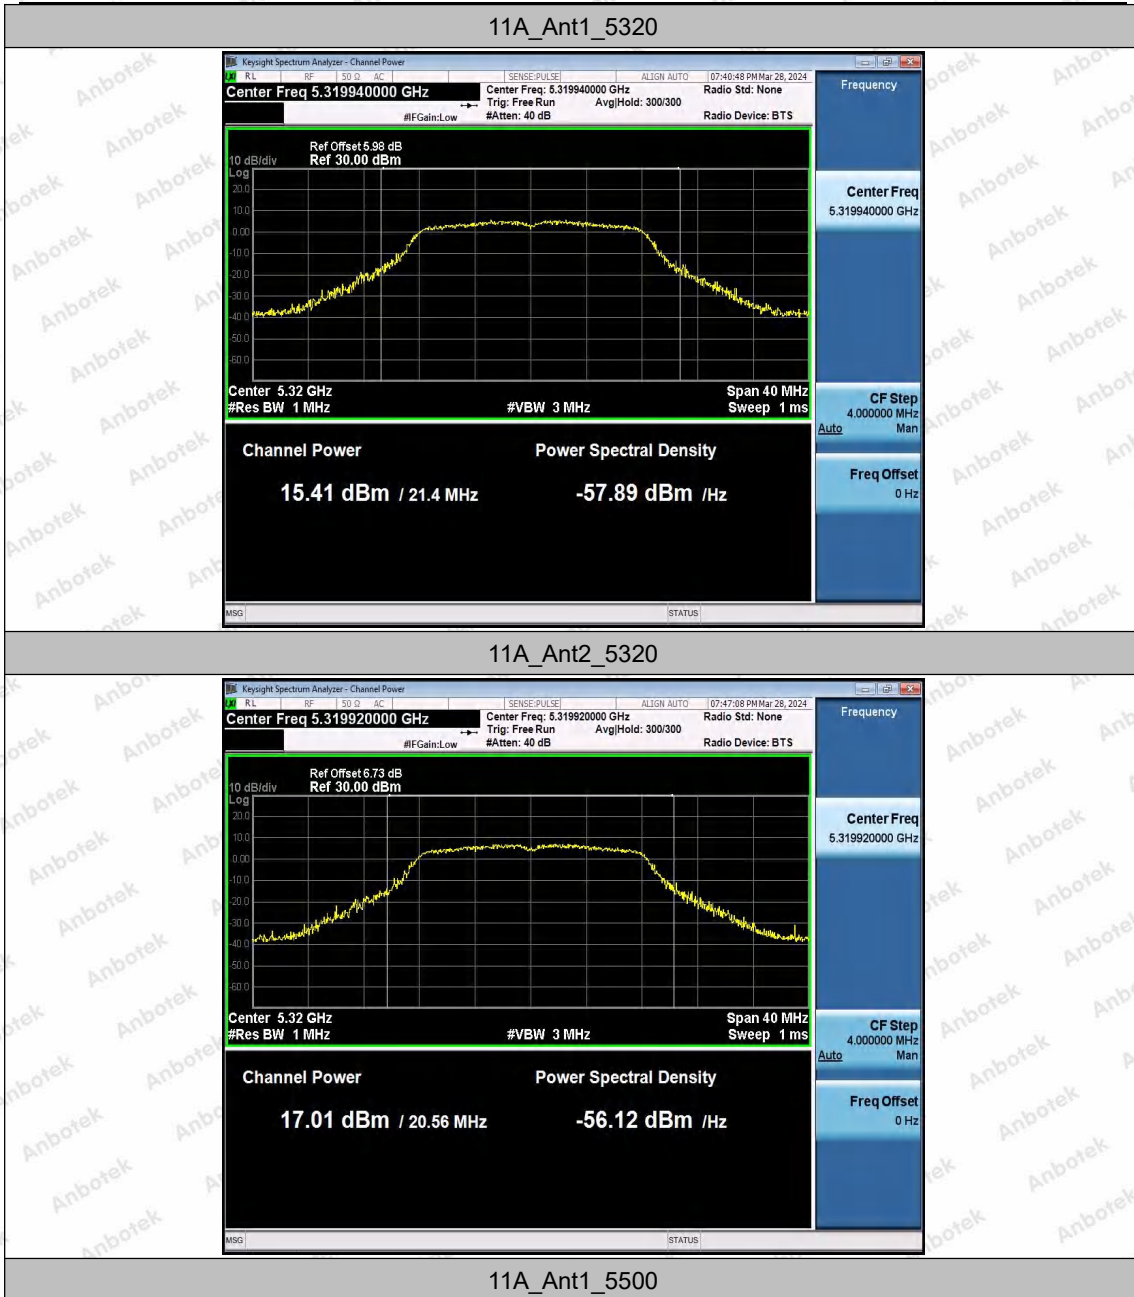 11A_Ant1_5320
Keysight Spectrum Analyzer - Channel Power
LXI RL RF 50 Ω AC SENSE:PULSE ALIGN AUTO 07:40:48 PM Mar 28, 2024
Center Freq 5.319940000 GHz
Center Freq: 5.319940000 GHz Radio Std: None
Trig: Free Run Avg|Hold: 300/300
#IFGain:Low #Atten: 40 dB Radio Device: BTS
Frequency
Ref Offset 5.98 dB
10 dB/div Ref 30.00 dBm
Log
20.0
10.0
0.00
-10.0
-20.0
-30.0
-40.0
-50.0
-60.0
Center Freq
5.319940000 GHz
Center 5.32 GHz Span 40 MHz
#Res BW 1 MHz #VBW 3 MHz Sweep 1 ms
CF Step
4.000000 MHz
Auto Man
Freq Offset
0 Hz
Channel Power Power Spectral Density
15.41 dBm / 21.4 MHz -57.89 dBm /Hz
MSG STATUS
11A_Ant2_5320
Keysight Spectrum Analyzer - Channel Power
LXI RL RF 50 Ω AC SENSE:PULSE ALIGN AUTO 07:47:08 PM Mar 28, 2024
Center Freq 5.319920000 GHz
Center Freq: 5.319920000 GHz Radio Std: None
Trig: Free Run Avg|Hold: 300/300
#IFGain:Low #Atten: 40 dB Radio Device: BTS
Frequency
Ref Offset 6.73 dB
10 dB/div Ref 30.00 dBm
Log
20.0
10.0
0.00
-10.0
-20.0
-30.0
-40.0
-50.0
-60.0
Center Freq
5.319920000 GHz
Center 5.32 GHz Span 40 MHz
#Res BW 1 MHz #VBW 3 MHz Sweep 1 ms
CF Step
4.000000 MHz
Auto Man
Freq Offset
0 Hz
Channel Power Power Spectral Density
17.01 dBm / 20.56 MHz -56.12 dBm /Hz
MSG STATUS
11A_Ant1_5500
Anbotek